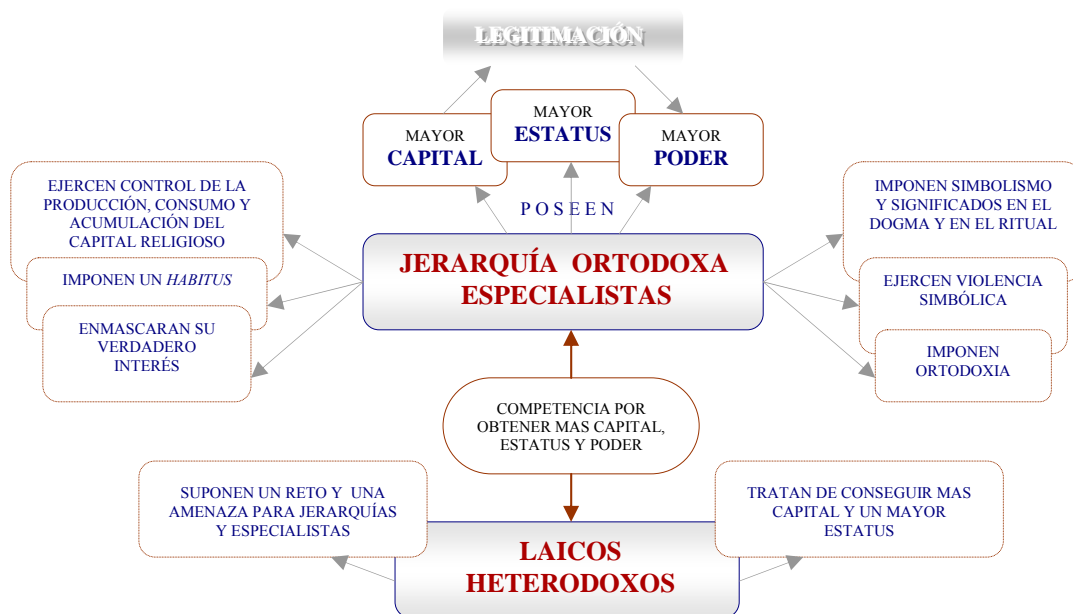 LEGITIMACIÓN
MAYOR
CAPITAL
MAYOR
ESTATUS
MAYOR
PODER
POSEEN
EJERCEN CONTROL DE LA
PRODUCCIÓN, CONSUMO Y
ACUMULACIÓN DEL
CAPITAL RELIGIOSO
IMPONEN UN HABITUS
ENMASCARAN SU
VERDADERO
INTERÉS
JERARQUÍA ORTODOXA
ESPECIALISTAS
IMPONEN SIMBOLISMO
Y SIGNIFICADOS EN EL
DOGMA Y EN EL RITUAL
EJERCEN VIOLENCIA
SIMBÓLICA
IMPONEN
ORTODOXIA
COMPETENCIA POR
OBTENER MAS CAPITAL,
ESTATUS Y PODER
SUPONEN UN RETO Y UNA
AMENAZA PARA JERARQUÍAS
Y ESPECIALISTAS
LAICOS
HETERODOXOS
TRATAN DE CONSEGUIR MAS
CAPITAL Y UN MAYOR
ESTATUS